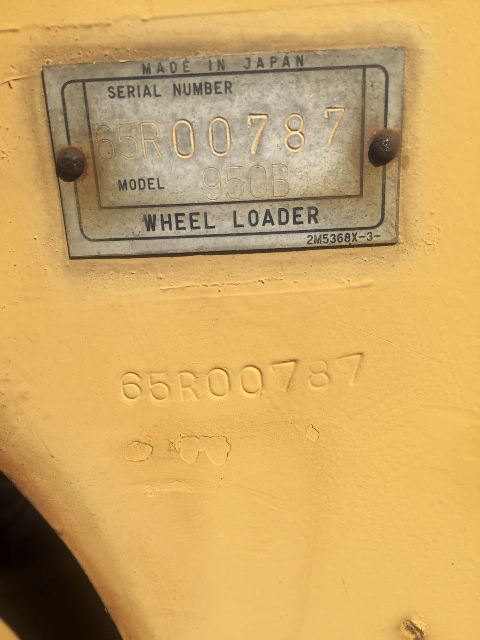 MADE IN JAPAN
SERIAL NUMBER
65R00787
MODEL 950B
WHEEL LOADER
2M5368X-3-
65R00787